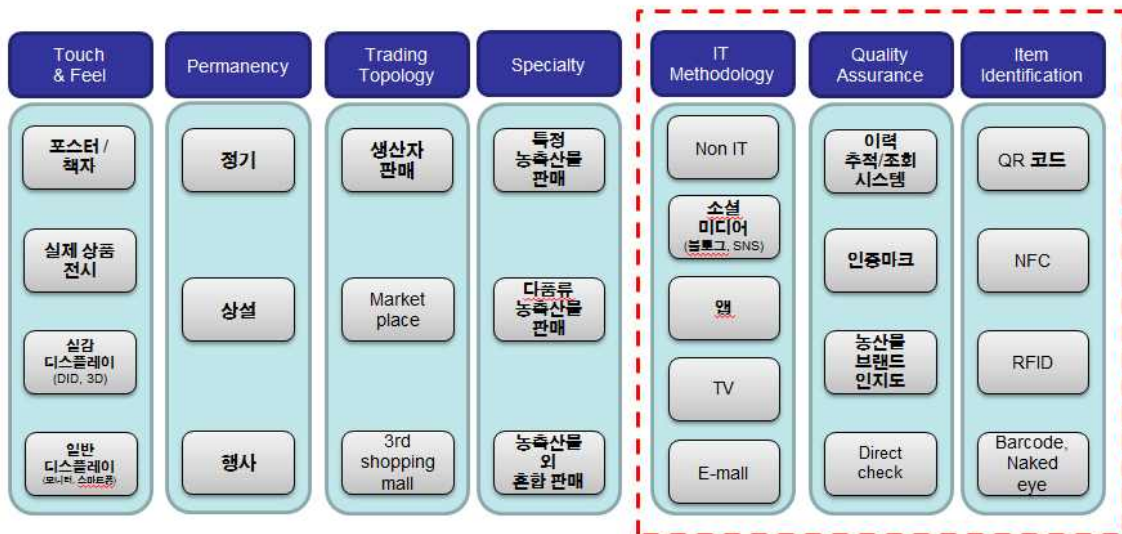 Touch
& Feel
Permanency
Trading
Topology
Specialty
IT
Methodology
Quality
Assurance
Item
Identification
포스터 /
책자
실제 상품
전시
실감
디스플레이
(DID, 3D)
일반
디스플레이
(모니터, 스마트폰)
정기
상설
행사
생산자
판매
Market
place
3rd
shopping
mall
특정
농축산물
판매
다품류
농축산물
판매
농축산물
외
혼합 판매
Non IT
소셜
미디어
(블로그, SNS)
앱
TV
E-mall
이력
추적/조회
시스템
인증마크
농산물
브랜드
인지도
Direct
check
QR 코드
NFC
RFID
Barcode,
Naked
eye